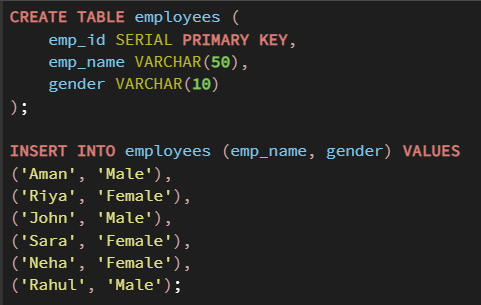 CREATE TABLE employees (
    emp_id SERIAL PRIMARY KEY,
    emp_name VARCHAR(50),
    gender VARCHAR(10)
);

INSERT INTO employees (emp_name, gender) VALUES
('Aman', 'Male'),
('Riya', 'Female'),
('John', 'Male'),
('Sara', 'Female'),
('Neha', 'Female'),
('Rahul', 'Male');